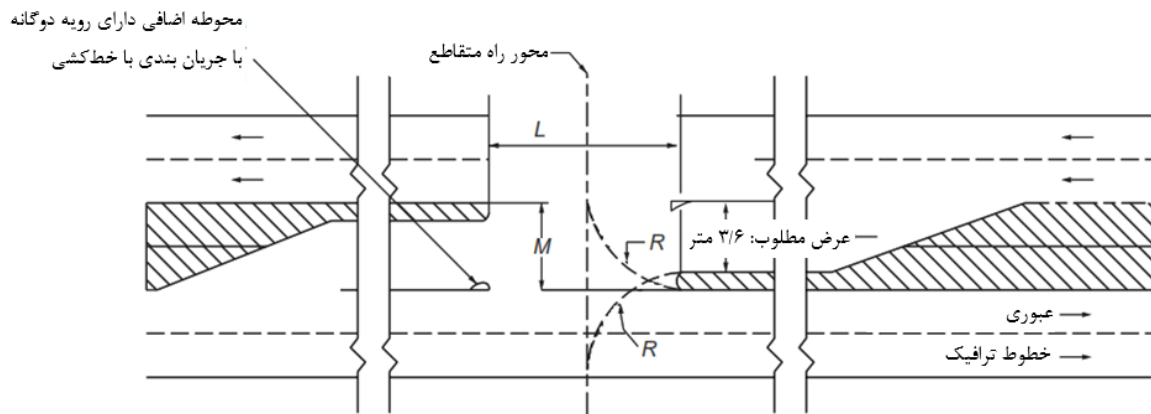 محوطه اضافی دارای رویه دوگانه
با جریان بندی با خط‌کشی
محور راه متقاطع
L
M
R
R
عرض مطلوب: ۳/۶ متر
عبوری
خطوط ترافیک